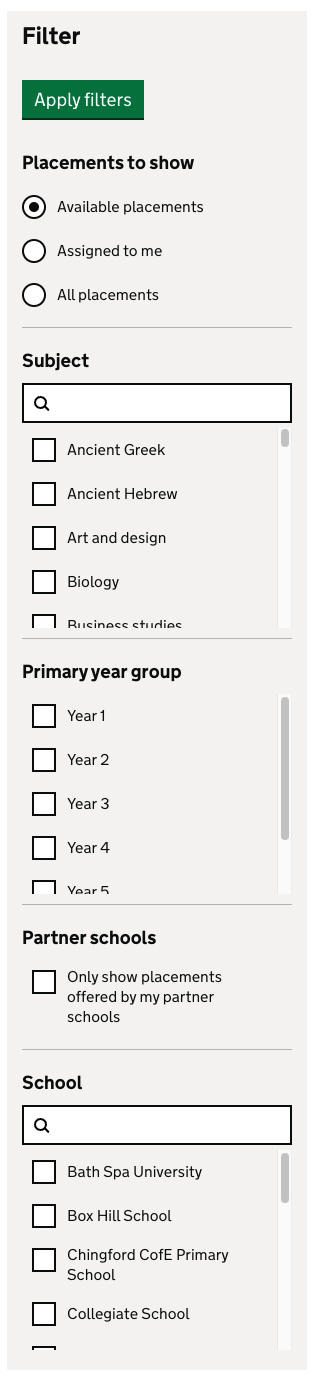 Filter
Apply filters
Placements to show
Available placements
Assigned to me
All placements
Subject
Ancient Greek
Ancient Hebrew
Art and design
Biology
Business studies
Primary year group
Year 1
Year 2
Year 3
Year 4
Year 5
Partner schools
Only show placements
offered by my partner
schools
School
Bath Spa University
Box Hill School
Chingford CofE Primary
School
Collegiate School